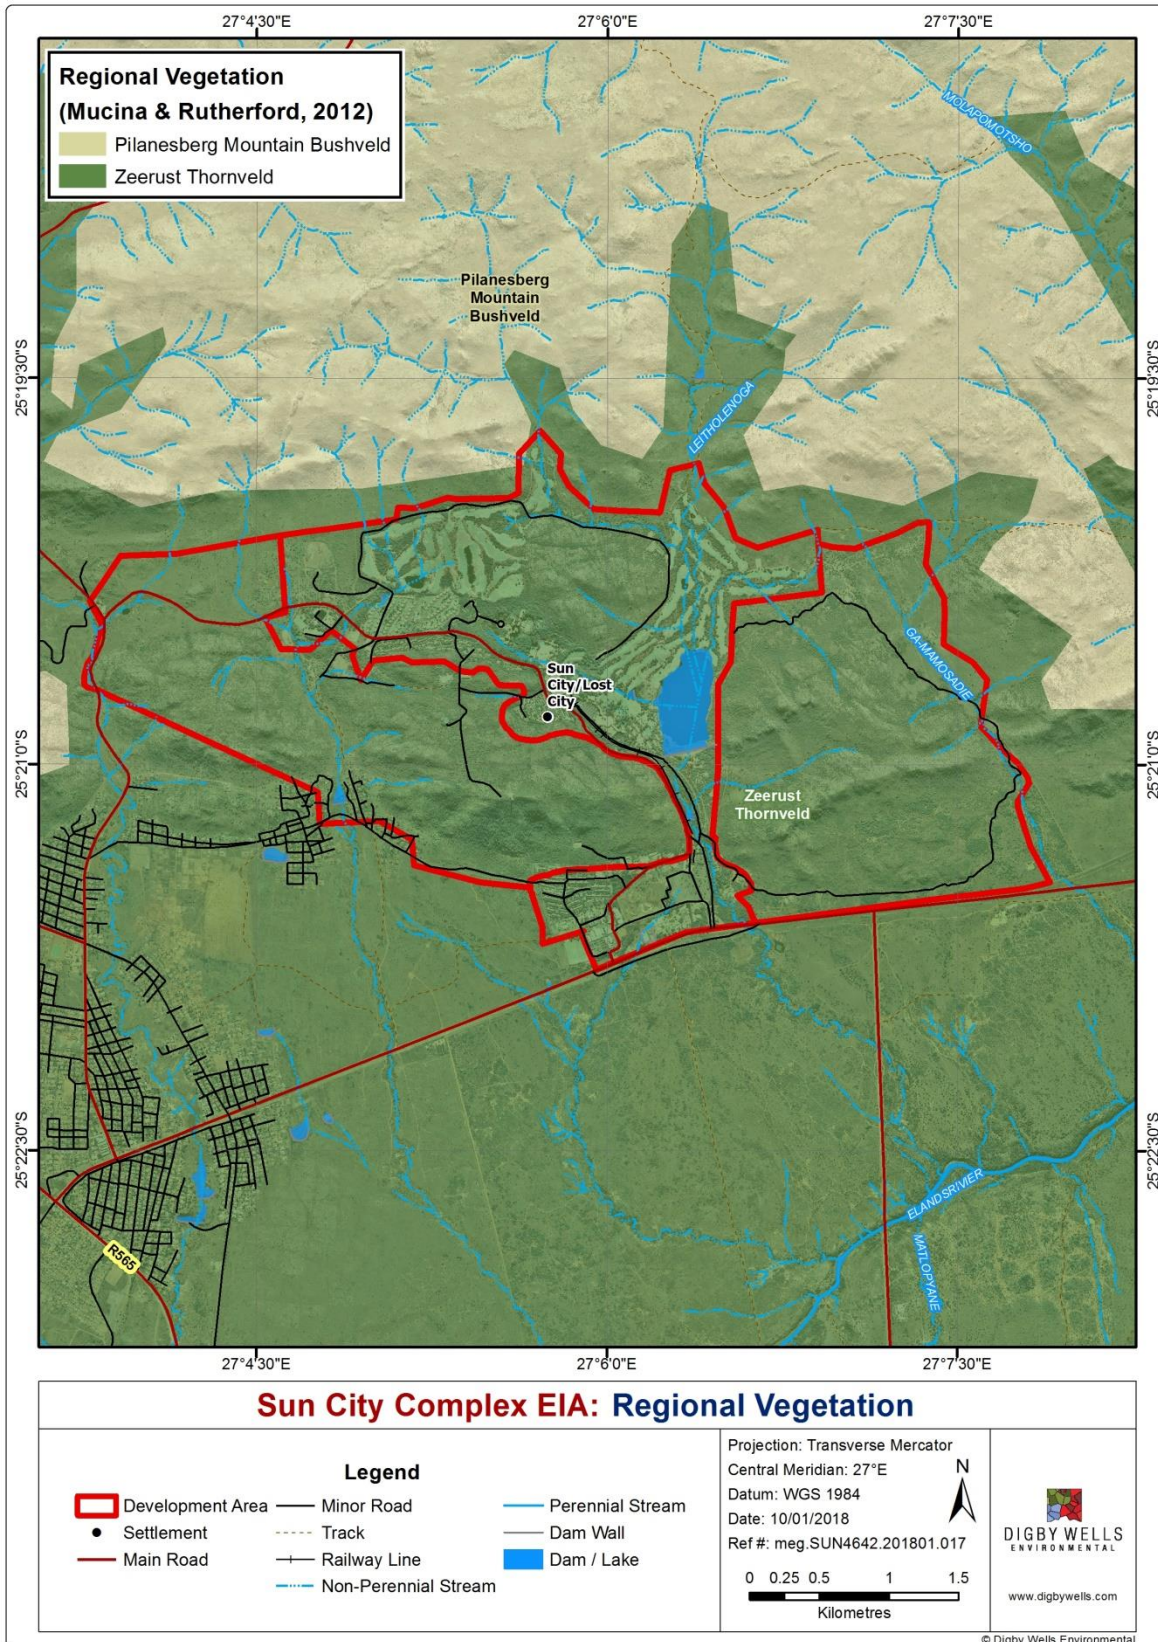 27°4'30"E
27°6'0"E
27°7'30"E
Regional Vegetation
(Mucina & Rutherford, 2012)
Pilanesberg Mountain Bushveld
Zeerust Thornveld
MOLAPOMOTSHO
Pilanesberg
Mountain
Bushveld
25°19'30"S
25°19'30"S
LEITHOLENOGA
GA-MAMOSADIE
Sun
City/Lost
City
25°21'0"S
25°21'0"S
Zeerust
Thornveld
25°22'30"S
25°22'30"S
ELANDSRIVIER
MATLOPYANE
R565
27°4'30"E
27°6'0"E
27°7'30"E
Sun City Complex EIA: Regional Vegetation
Legend
Development Area
Settlement
Main Road
Minor Road
Track
Railway Line
Non-Perennial Stream
Perennial Stream
Dam Wall
Dam / Lake
Projection: Transverse Mercator
Central Meridian: 27°E
Datum: WGS 1984
Date: 10/01/2018
Ref #: meg.SUN4642.201801.017
N
0 0.25 0.5 1 1.5
Kilometres
DIGBY WELLS
ENVIRONMENTAL
www.digbywells.com
© Digby Wells Environmental